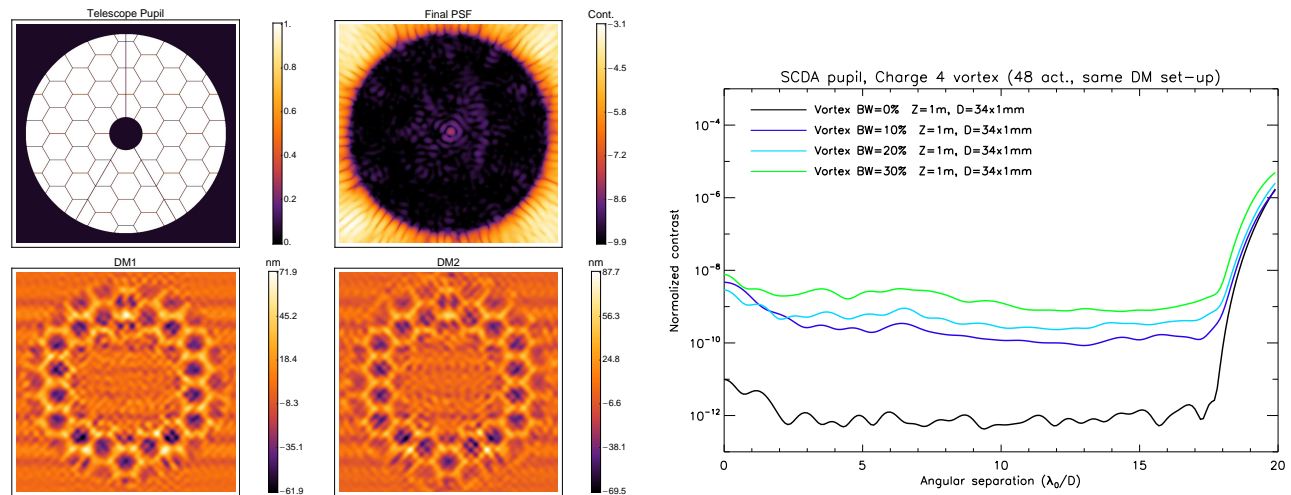 Telescope Pupil
1.
0.8
0.6
0.4
0.2
0.
Final PSF
Cont.
−3.1
−4.5
−5.8
−7.2
−8.6
−9.9
DM1
nm
71.9
45.2
18.4
−8.3
−35.1
−61.9
DM2
nm
87.7
56.3
24.8
−6.6
−38.1
−69.5
SCDA pupil, Charge 4 vortex (48 act., same DM set-up)
Vortex BW=0% Z=1m, D=34x1mm
Vortex BW=10% Z=1m, D=34x1mm
Vortex BW=20% Z=1m, D=34x1mm
Vortex BW=30% Z=1m, D=34x1mm
Normalized contrast
10⁻⁴
10⁻⁶
10⁻⁸
10⁻¹⁰
10⁻¹²
0 5 10 15 20
Angular separation (λ₀/D)